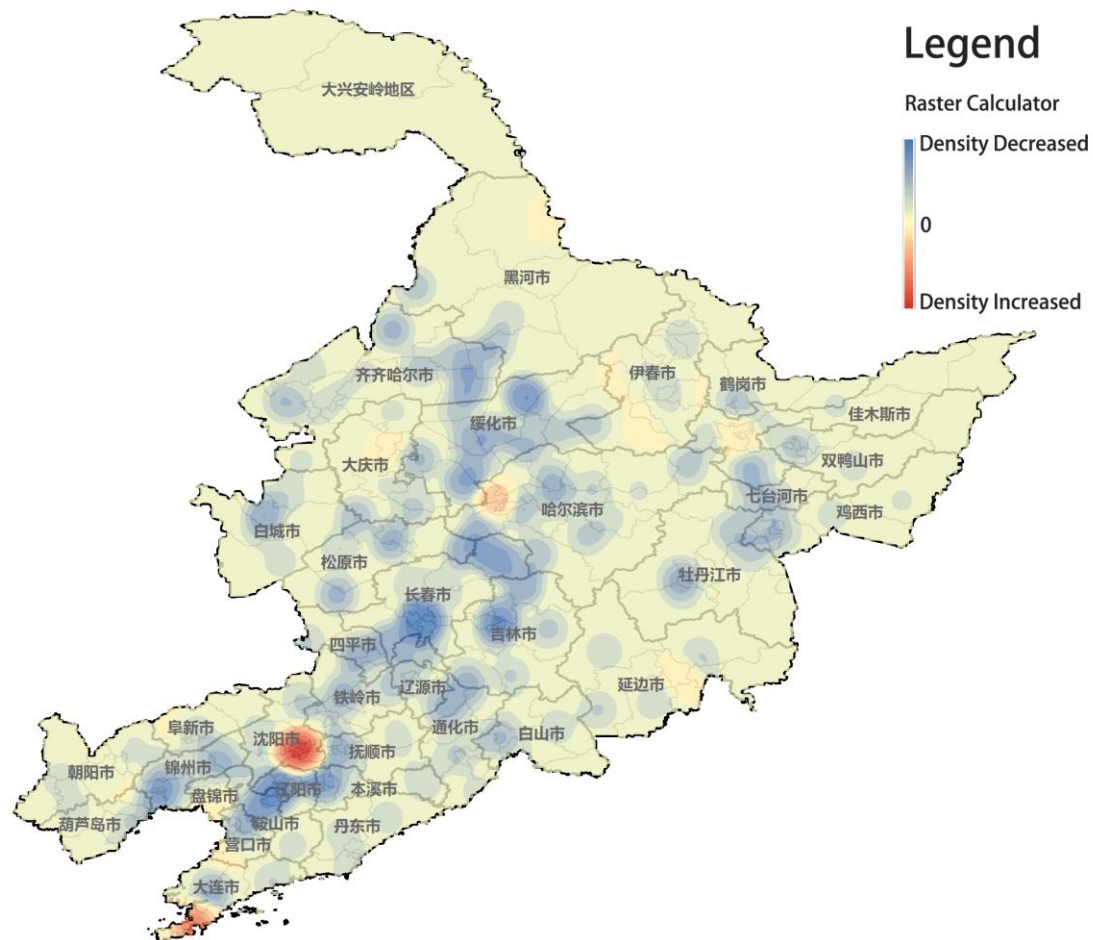 Legend
Raster Calculator
Density Decreased
0
Density Increased
大兴安岭地区
黑河市
齐齐哈尔市
伊春市
鹤岗市
佳木斯市
绥化市
大庆市
双鸭山市
七台河市
哈尔滨市
鸡西市
白城市
松原市
牡丹江市
长春市
吉林市
四平市
辽源市
延边市
铁岭市
通化市
白山市
阜新市
沈阳市
抚顺市
朝阳市
锦州市
盘锦市
辽阳市
本溪市
葫芦岛市
鞍山市
丹东市
营口市
大连市